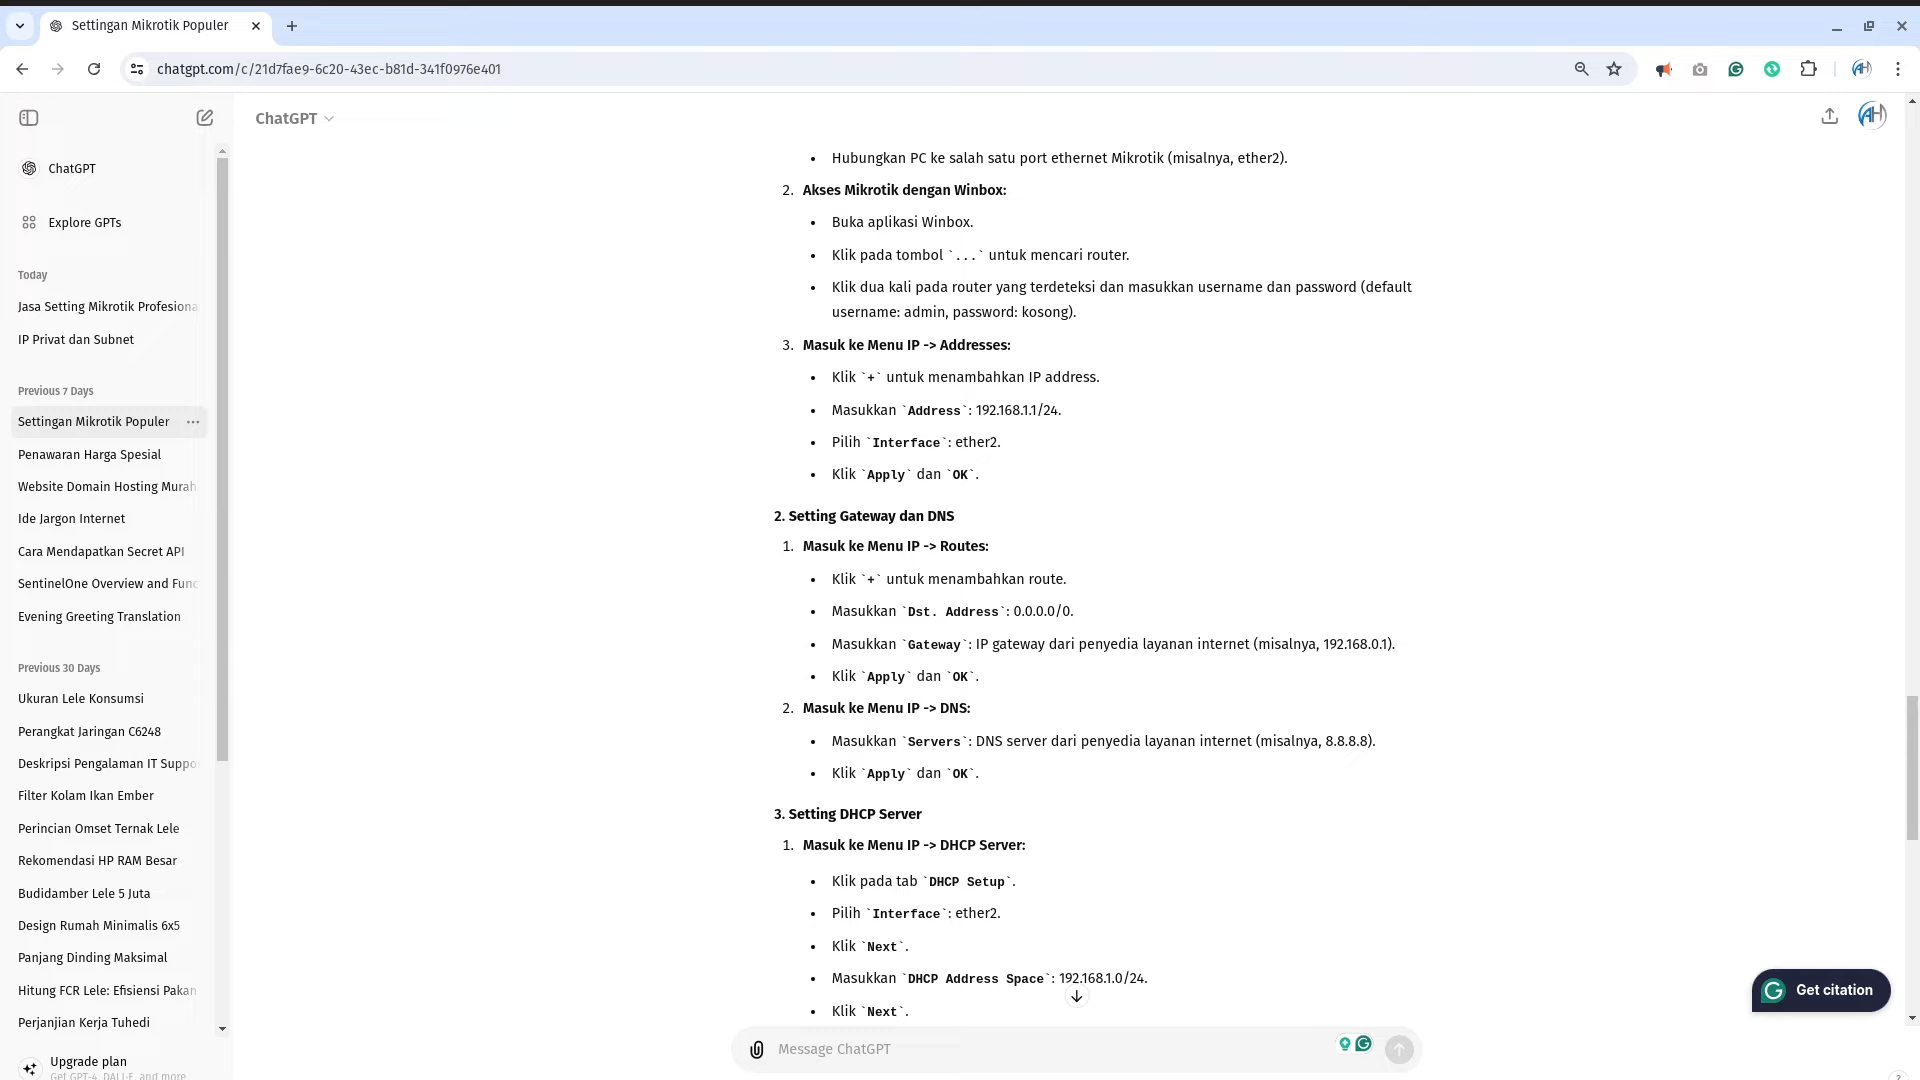 Settingan Mikrotik Populer
chatgpt.com/c/21d7fae9-6c20-43ec-b81d-341f0976e401
ChatGPT
Explore GPTs
Today
Jasa Setting Mikrotik Profesiona
IP Privat dan Subnet
Previous 7 Days
Settingan Mikrotik Populer
Penawaran Harga Spesial
Website Domain Hosting Murah
Ide Jargon Internet
Cara Mendapatkan Secret API
SentinelOne Overview and Func
Evening Greeting Translation
Previous 30 Days
Ukuran Lele Konsumsi
Perangkat Jaringan C6248
Deskripsi Pengalaman IT Suppo
Filter Kolam Ikan Ember
Perincian Omset Ternak Lele
Rekomendasi HP RAM Besar
Budidamber Lele 5 Juta
Design Rumah Minimalis 6x5
Panjang Dinding Maksimal
Hitung FCR Lele: Efisiensi Pakan
Perjanjian Kerja Tuhedi
Upgrade plan
Get GPT-4, DALL·E, and more
ChatGPT
AH
• Hubungkan PC ke salah satu port ethernet Mikrotik (misalnya, ether2).
2. Akses Mikrotik dengan Winbox:
• Buka aplikasi Winbox.
• Klik pada tombol `...` untuk mencari router.
• Klik dua kali pada router yang terdeteksi dan masukkan username dan password (default
username: admin, password: kosong).
3. Masuk ke Menu IP -> Addresses:
• Klik `+` untuk menambahkan IP address.
• Masukkan `Address`: 192.168.1.1/24.
• Pilih `Interface`: ether2.
• Klik `Apply` dan `OK`.
2. Setting Gateway dan DNS
1. Masuk ke Menu IP -> Routes:
• Klik `+` untuk menambahkan route.
• Masukkan `Dst. Address`: 0.0.0.0/0.
• Masukkan `Gateway`: IP gateway dari penyedia layanan internet (misalnya, 192.168.0.1).
• Klik `Apply` dan `OK`.
2. Masuk ke Menu IP -> DNS:
• Masukkan `Servers`: DNS server dari penyedia layanan internet (misalnya, 8.8.8.8).
• Klik `Apply` dan `OK`.
3. Setting DHCP Server
1. Masuk ke Menu IP -> DHCP Server:
• Klik pada tab `DHCP Setup`.
• Pilih `Interface`: ether2.
• Klik `Next`.
• Masukkan `DHCP Address Space`: 192.168.1.0/24.
• Klik `Next`.
Get citation
Message ChatGPT
?